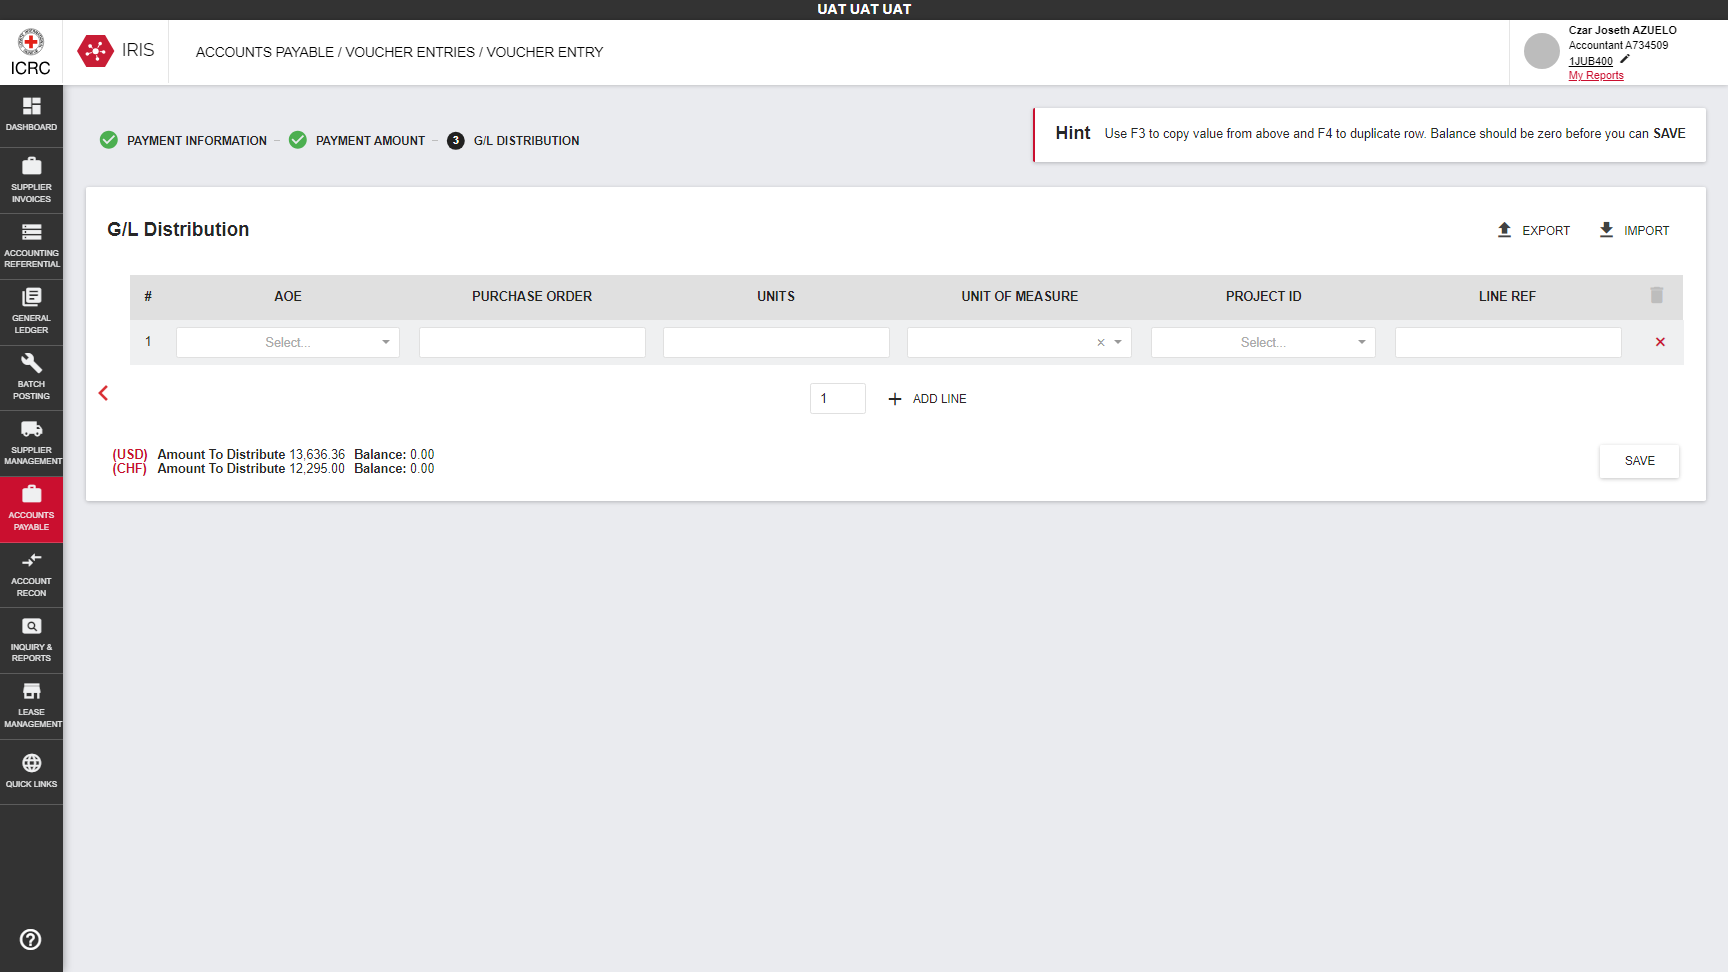 UAT UAT UAT
ICRC
IRIS
ACCOUNTS PAYABLE / VOUCHER ENTRIES / VOUCHER ENTRY
Czar Joseth AZUELO
Accountant A734509
1JUB400
My Reports
DASHBOARD
SUPPLIER
INVOICES
ACCOUNTING
REFERENTIAL
GENERAL
LEDGER
BATCH
POSTING
SUPPLIER
MANAGEMENT
ACCOUNTS
PAYABLE
ACCOUNT
RECON
INQUIRY &
REPORTS
LEASE
MANAGEMENT
QUICK LINKS
PAYMENT INFORMATION
PAYMENT AMOUNT
3 G/L DISTRIBUTION
Hint Use F3 to copy value from above and F4 to duplicate row. Balance should be zero before you can SAVE
G/L Distribution
EXPORT
IMPORT
# AOE PURCHASE ORDER UNITS UNIT OF MEASURE PROJECT ID LINE REF
1 Select... Select...
1 ADD LINE
(USD) Amount To Distribute 13,636.36 Balance: 0.00
(CHF) Amount To Distribute 12,295.00 Balance: 0.00
SAVE